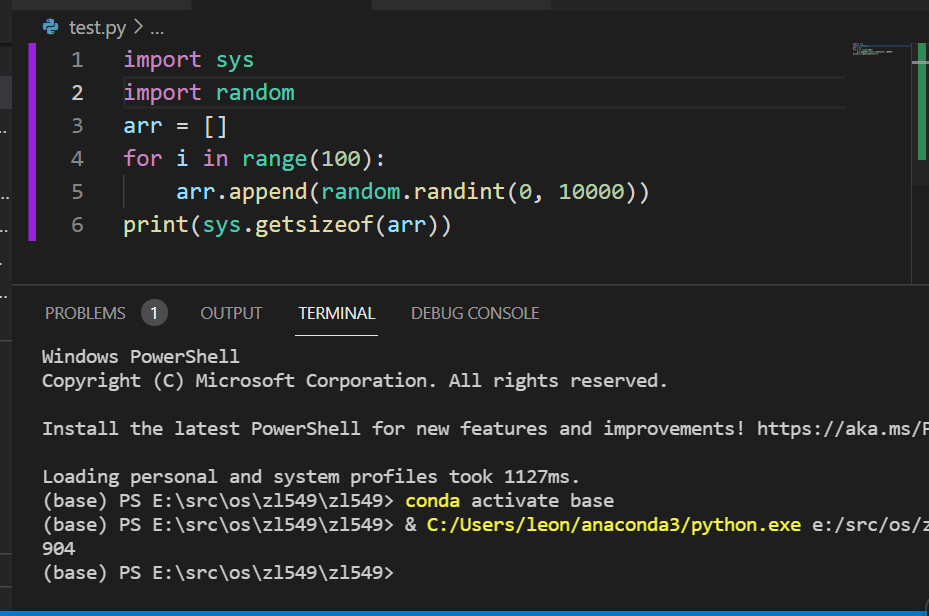 test.py > ...
1 import sys
2 import random
3 arr = []
4 for i in range(100):
5     arr.append(random.randint(0, 10000))
6 print(sys.getsizeof(arr))
PROBLEMS 1 OUTPUT TERMINAL DEBUG CONSOLE
Windows PowerShell
Copyright (C) Microsoft Corporation. All rights reserved.
Install the latest PowerShell for new features and improvements! https://aka.ms/
Loading personal and system profiles took 1127ms.
(base) PS E:\src\os\zl549\zl549> conda activate base
(base) PS E:\src\os\zl549\zl549> & C:/Users/leon/anaconda3/python.exe e:/src/os/
904
(base) PS E:\src\os\zl549\zl549>